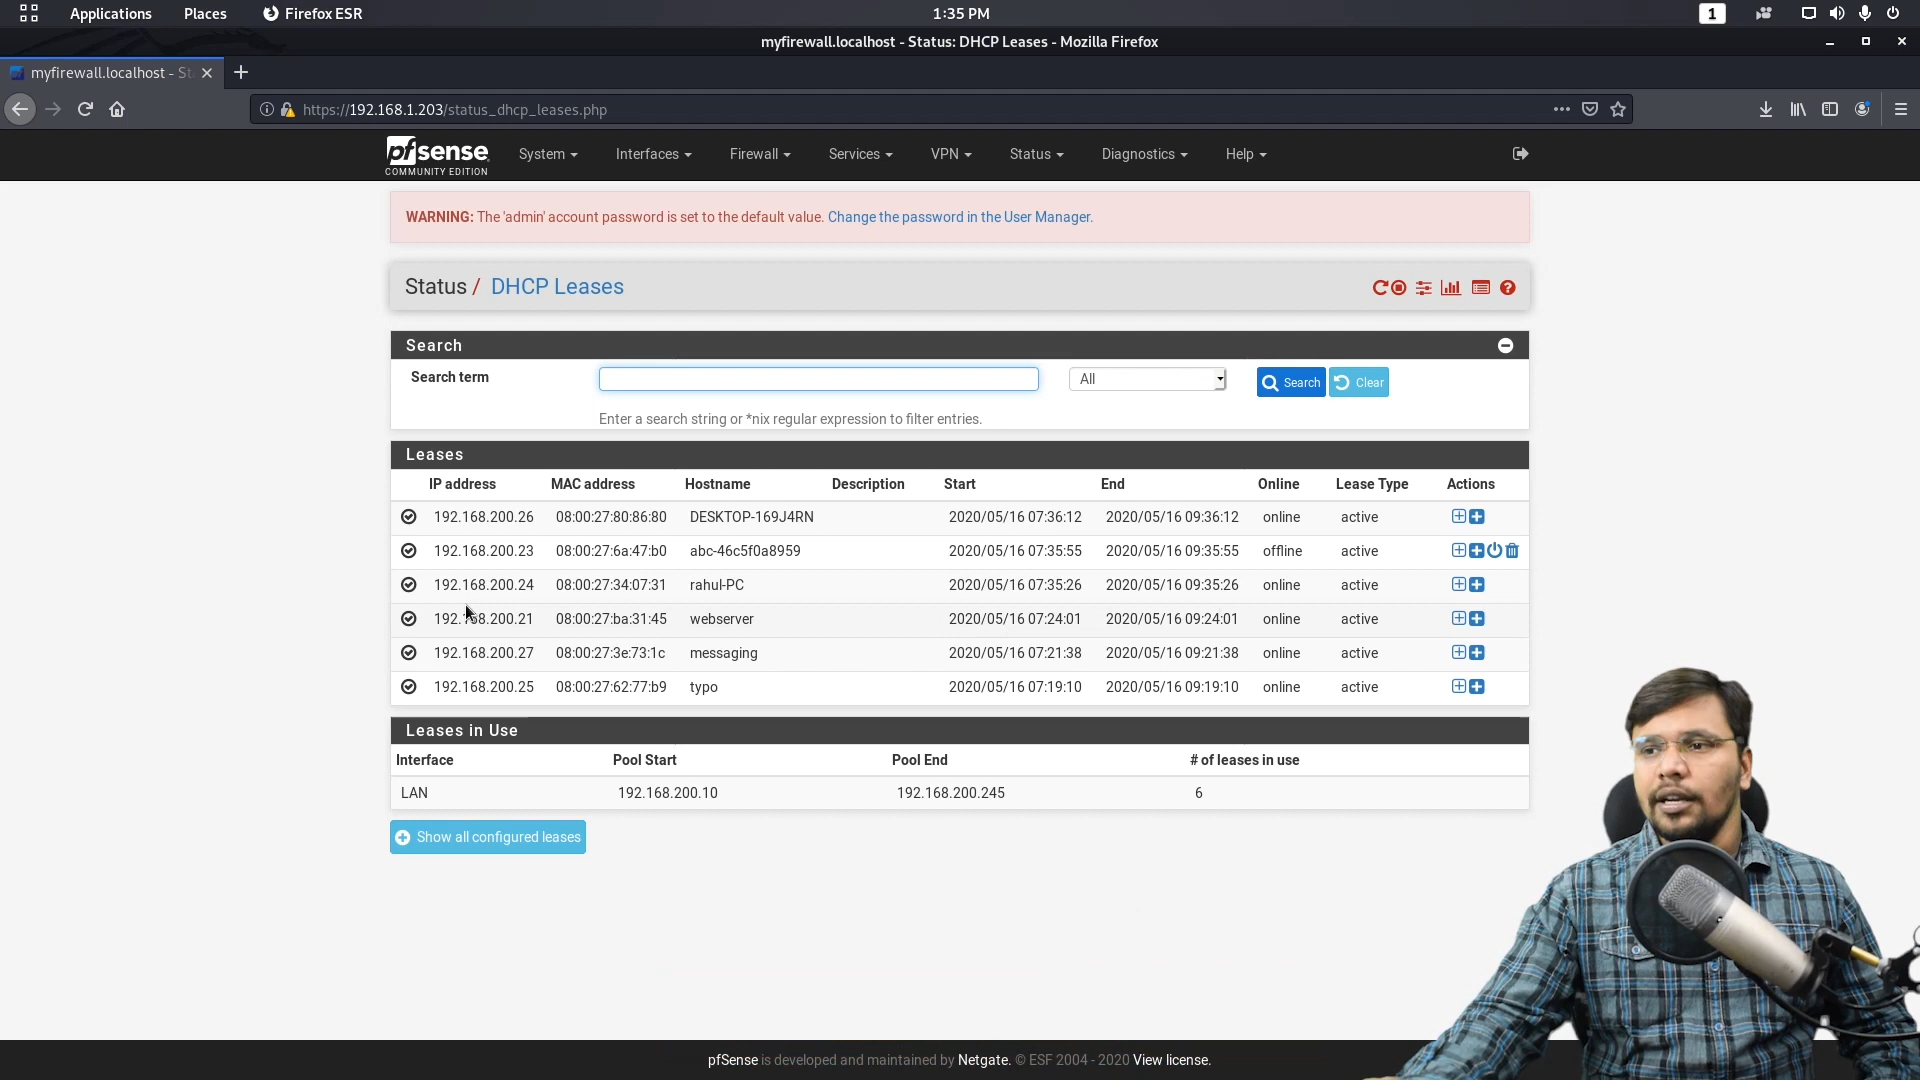 Applications Places Firefox ESR 1:35 PM 1
myfirewall.localhost - Status: DHCP Leases - Mozilla Firefox
myfirewall.localhost - St
https://192.168.1.203/status_dhcp_leases.php
pfsense System Interfaces Firewall Services VPN Status Diagnostics Help
COMMUNITY EDITION
WARNING: The 'admin' account password is set to the default value. Change the password in the User Manager.
Status / DHCP Leases
Search
Search term All Search Clear
Enter a search string or *nix regular expression to filter entries.
Leases
IP address MAC address Hostname Description Start End Online Lease Type Actions
192.168.200.26 08:00:27:80:86:80 DESKTOP-169J4RN 2020/05/16 07:36:12 2020/05/16 09:36:12 online active
192.168.200.23 08:00:27:6a:47:b0 abc-46c5f0a8959 2020/05/16 07:35:55 2020/05/16 09:35:55 offline active
192.168.200.24 08:00:27:34:07:31 rahul-PC 2020/05/16 07:35:26 2020/05/16 09:35:26 online active
192.168.200.21 08:00:27:ba:31:45 webserver 2020/05/16 07:24:01 2020/05/16 09:24:01 online active
192.168.200.27 08:00:27:3e:73:1c messaging 2020/05/16 07:21:38 2020/05/16 09:21:38 online active
192.168.200.25 08:00:27:62:77:b9 typo 2020/05/16 07:19:10 2020/05/16 09:19:10 online active
Leases in Use
Interface Pool Start Pool End # of leases in use
LAN 192.168.200.10 192.168.200.245 6
Show all configured leases
pfSense is developed and maintained by Netgate. © ESF 2004 - 2020 View license.